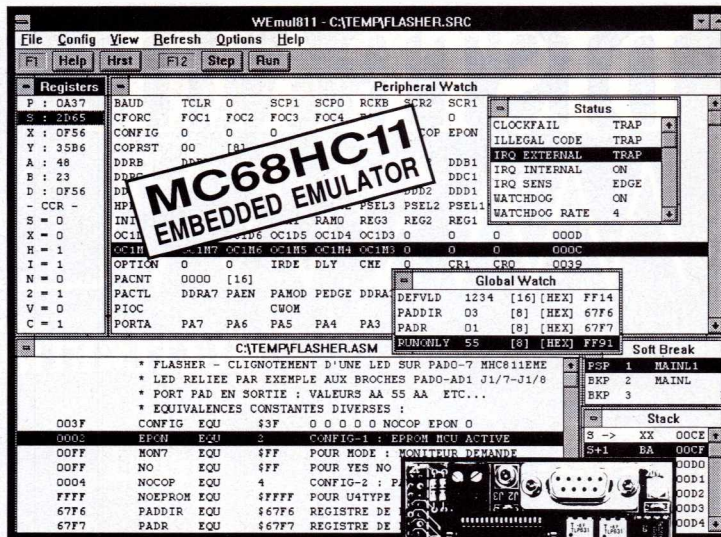 WEmul811 - C:\TEMP\FLASHER.SRC
File Config View Refresh Options Help
F1 Help Hrst F12 Step Run
Registers
P : 0A37
S : 2D65
X : 0F56
Y : 35B6
A : 48
B : 23
D : 0F56
- CCR -
S = 0
X = 0
H = 1
I = 1
N = 0
2 = 1
V = 0
C = 1
Peripheral Watch
BAUD TCLR 0 SCP1 SCP0 RCKB SCR2 SCR1
CFORC FOC1 FOC2 FOC3 FOC4
CONFIG 0 EPON
COPRST 00 [8]
DDRB DDB1
DDC1
DDD2 DDD1
PSEL3 PSEL2 PSEL1
RAM0 REG3 REG2 REG1
OC1D5 OC1D4 OC1D3 0 0 0 000D
OC1M OC1M7 OC1M6 OC1M5 OC1M4 OC1M3 0 0 0 000C
OPTION 0 0 IRDE DLY CME 0 CR1 CR0 0039
PACNT 0000 [16]
PACTL DDRA7 PAEN PAMOD PEDGE
PIOC CWOM
PORTA PA7 PA6 PA5 PA4 PA3
MC68HC11
EMBEDDED EMULATOR
Status
CLOCKFAIL TRAP
ILLEGAL CODE TRAP
IRQ EXTERNAL TRAP
IRQ INTERNAL ON
IRQ SENS EDGE
WATCHDOG ON
WATCHDOG RATE 4
Global Watch
DEFVLD 1234 [16] [HEX] FF14
PADDIR 03 [8] [HEX] 67F6
PADR 01 [8] [HEX] 67F7
RUNONLY 55 [8] [HEX] FF91
C:\TEMP\FLASHER.ASM
* FLASHER - CLIGNOTEMENT D'UNE LED SUR PAD0-7 MHC811EME
* LED RELIEE PAR EXEMPLE AUX BROCHES PAD0-AD1 J1/7-J1/8
* PORT PAD EN SORTIE : VALEURS AA 55 AA ETC...
* EQUIVALENCES CONSTANTES DIVERSES :
003F CONFIG EQU $3F 0 0 0 0 0 NOCOP EPON 0
0002 EPON EQU 2 CONFIG-1 : EPROM MCU ACTIVE
00FF MON7 EQU $FF POUR MODE : MONITEUR DEMANDE
00FF NO EQU $FF POUR YES NO
0004 NOCOP EQU 4 CONFIG-2 :
FFFF NOEPROM EQU $FFFF POUR U4TYPE
67F6 PADDIR EQU $67F6 REGISTRE DE
67F7 PADR EQU $67F7 REGISTRE DE
Soft Break
PSP 1 MAINL1
BKP 2 MAINL
BKP 3
Stack
S -> XX 00CE
S+1 BA 00CF
00D0
00D1
00D2
00D3
00D4